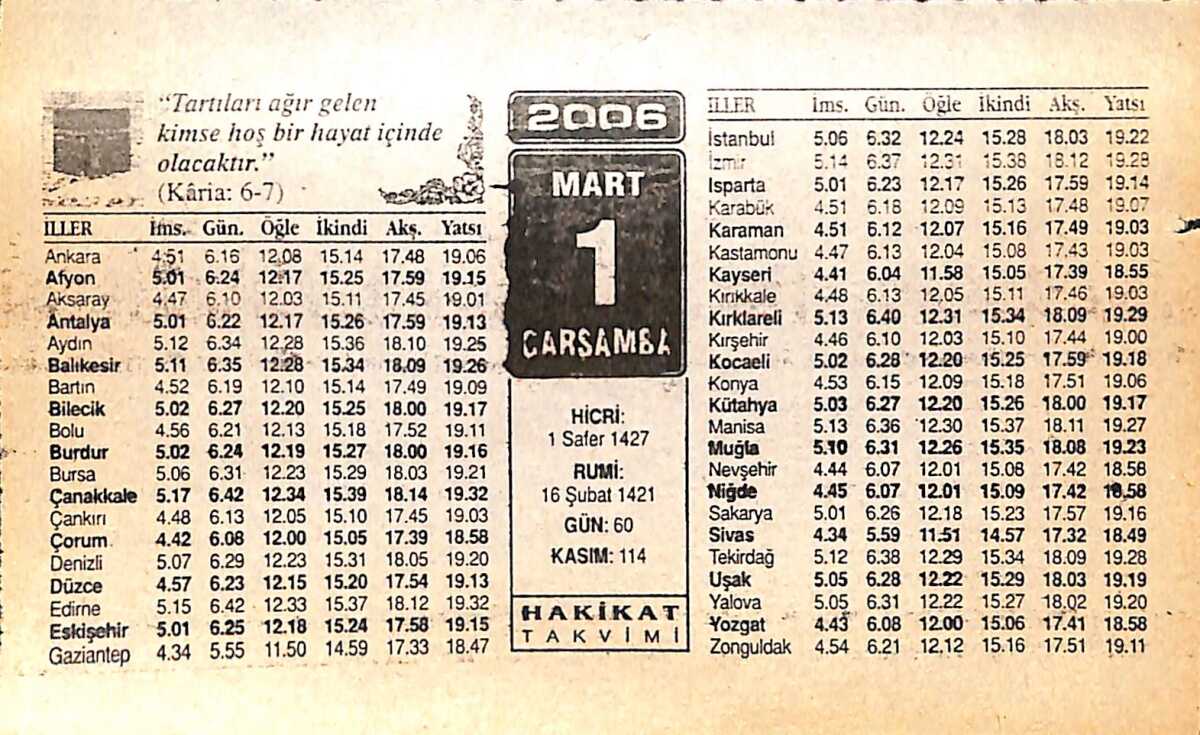 "Tartıları ağır gelen
kimse hoş bir hayat içinde
olacaktır."
(Kâria: 6-7)
İLLER İms. Gün. Öğle İkindi Akş. Yatsı
Ankara 4.51 6.16 12.08 15.14 17.48 19.06
Afyon 5.01 6.24 12.17 15.25 17.59 19.15
Aksaray 4.47 6.10 12.03 15.11 17.45 19.01
Antalya 5.01 6.22 12.17 15.26 17.59 19.13
Aydın 5.12 6.34 12.28 15.36 18.10 19.25
Balıkesir 5.11 6.35 12.28 15.34 18.09 19.26
Bartın 4.52 6.19 12.10 15.14 17.49 19.09
Bilecik 5.02 6.27 12.20 15.25 18.00 19.17
Bolu 4.56 6.21 12.13 15.18 17.52 19.11
Burdur 5.02 6.24 12.19 15.27 18.00 19.16
Bursa 5.06 6.31 12.23 15.29 18.03 19.21
Çanakkale 5.17 6.42 12.34 15.39 18.14 19.32
Çankırı 4.48 6.13 12.05 15.10 17.45 19.03
Çorum 4.42 6.08 12.00 15.05 17.39 18.58
Denizli 5.07 6.29 12.23 15.31 18.05 19.20
Düzce 4.57 6.23 12.15 15.20 17.54 19.13
Edirne 5.15 6.42 12.33 15.37 18.12 19.32
Eskişehir 5.01 6.25 12.18 15.24 17.58 19.15
Gaziantep 4.34 5.55 11.50 14.59 17.33 18.47
2006
MART
1
ÇARŞAMBA
HİCRİ:
1 Safer 1427
RUMİ:
16 Şubat 1421
GÜN: 60
KASIM: 114
HAKİKAT
TAKVİMİ
İLLER İms. Gün. Öğle İkindi Akş. Yatsı
İstanbul 5.06 6.32 12.24 15.28 18.03 19.22
İzmir 5.14 6.37 12.31 15.38 18.12 19.28
Isparta 5.01 6.23 12.17 15.26 17.59 19.14
Karabük 4.51 6.18 12.09 15.13 17.48 19.07
Karaman 4.51 6.12 12.07 15.16 17.49 19.03
Kastamonu 4.47 6.13 12.04 15.08 17.43 19.03
Kayseri 4.41 6.04 11.58 15.05 17.39 18.55
Kırıkkale 4.48 6.13 12.05 15.11 17.46 19.03
Kırklareli 5.13 6.40 12.31 15.34 18.09 19.29
Kırşehir 4.46 6.10 12.03 15.10 17.44 19.00
Kocaeli 5.02 6.28 12.20 15.25 17.59 19.18
Konya 4.53 6.15 12.09 15.18 17.51 19.06
Kütahya 5.03 6.27 12.20 15.26 18.00 19.17
Manisa 5.13 6.36 12.30 15.37 18.11 19.27
Muğla 5.10 6.31 12.26 15.35 18.08 19.23
Nevşehir 4.44 6.07 12.01 15.08 17.42 18.58
Niğde 4.45 6.07 12.01 15.09 17.42 18.58
Sakarya 5.01 6.26 12.18 15.23 17.57 19.16
Sivas 4.34 5.59 11.51 14.57 17.32 18.49
Tekirdağ 5.12 6.38 12.29 15.34 18.09 19.28
Uşak 5.05 6.28 12.22 15.29 18.03 19.19
Yalova 5.05 6.31 12.22 15.27 18.02 19.20
Yozgat 4.43 6.08 12.00 15.06 17.41 18.58
Zonguldak 4.54 6.21 12.12 15.16 17.51 19.11